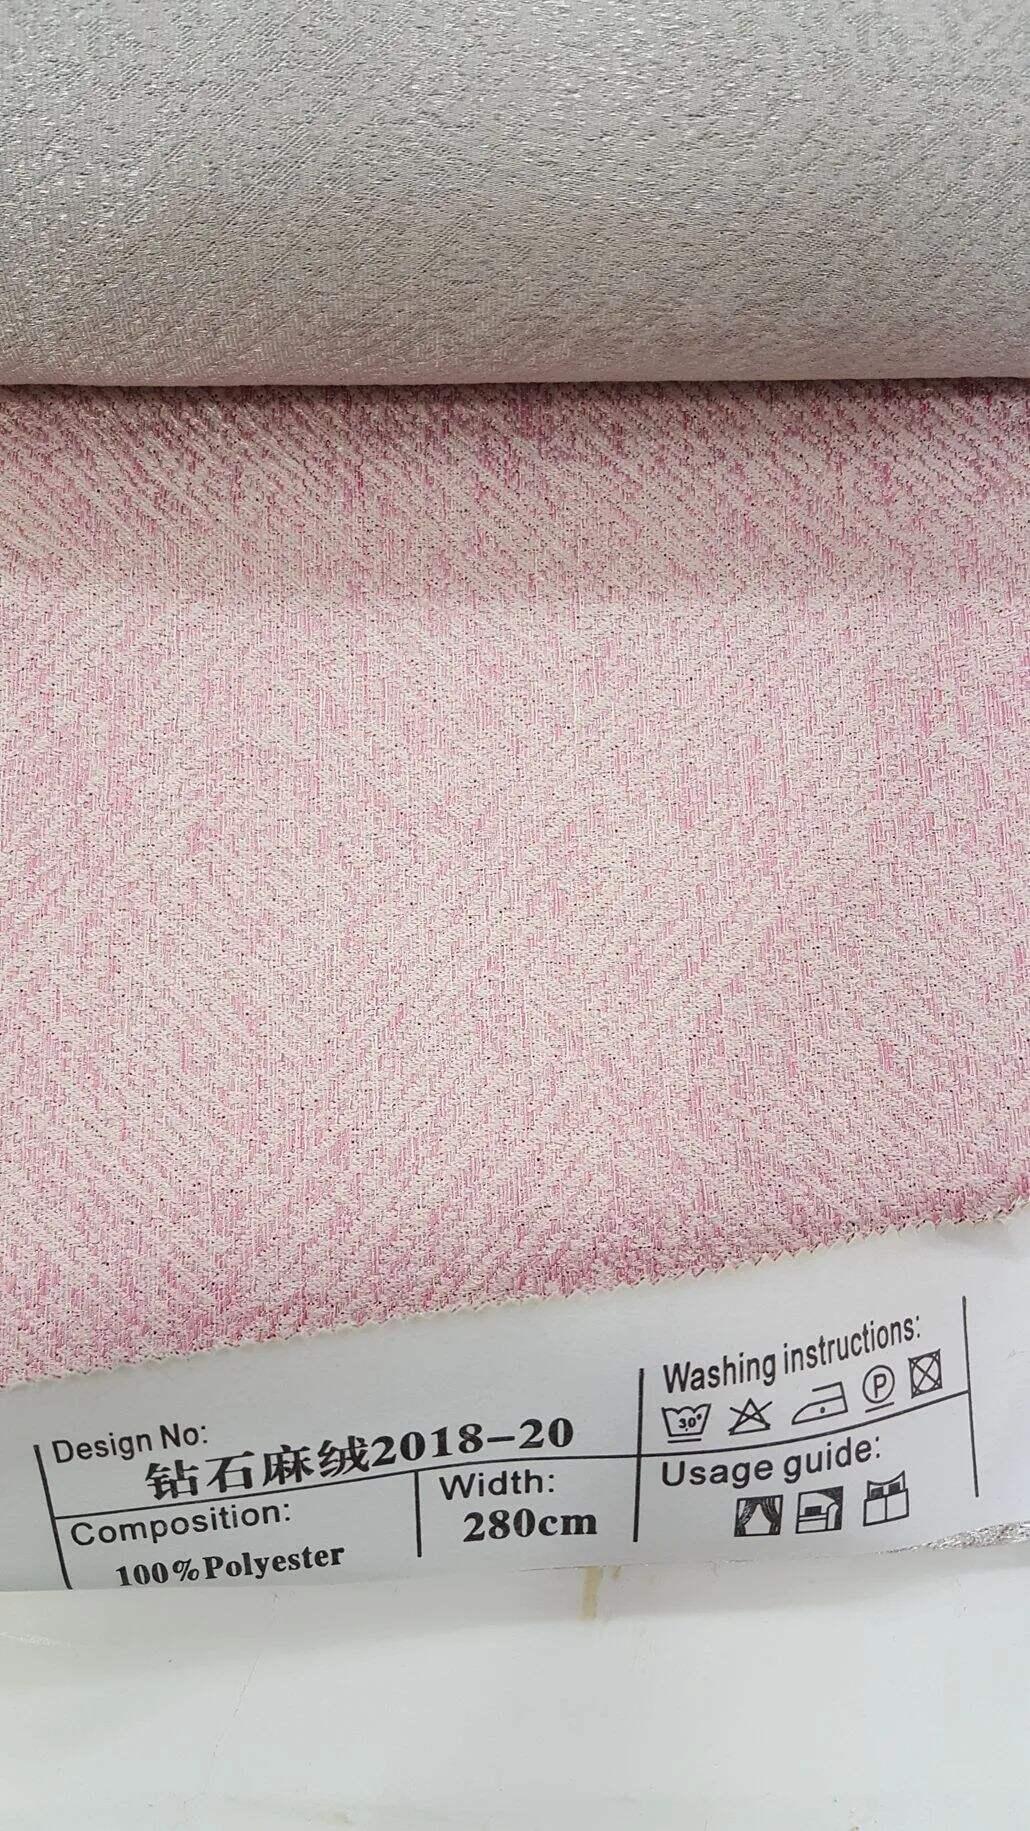 Design No:
钻石麻绒2018-20
Composition:
100%Polyester
Width:
280cm
Washing instructions:
30°
P
Usage guide: